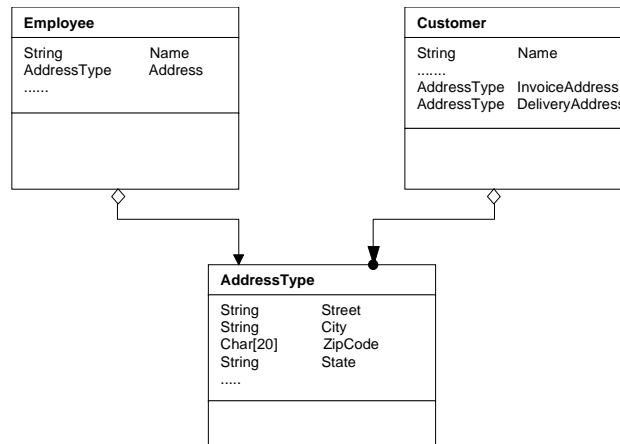 Employee
String Name
AddressType Address
......
Customer
String Name
.......
AddressType InvoiceAddress
AddressType DeliveryAddress
AddressType
String Street
String City
Char[20] ZipCode
String State
.....